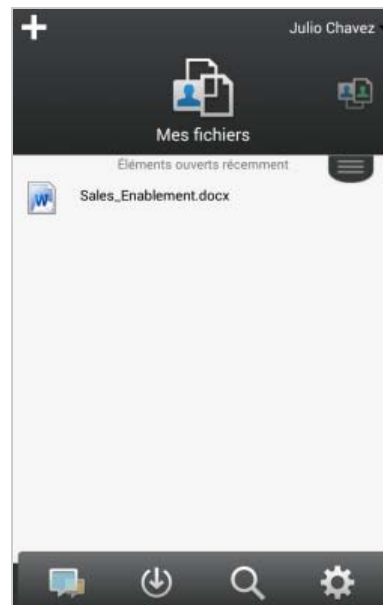 Julio Chavez
Mes fichiers
Éléments ouverts récemment
Sales_Enablement.docx